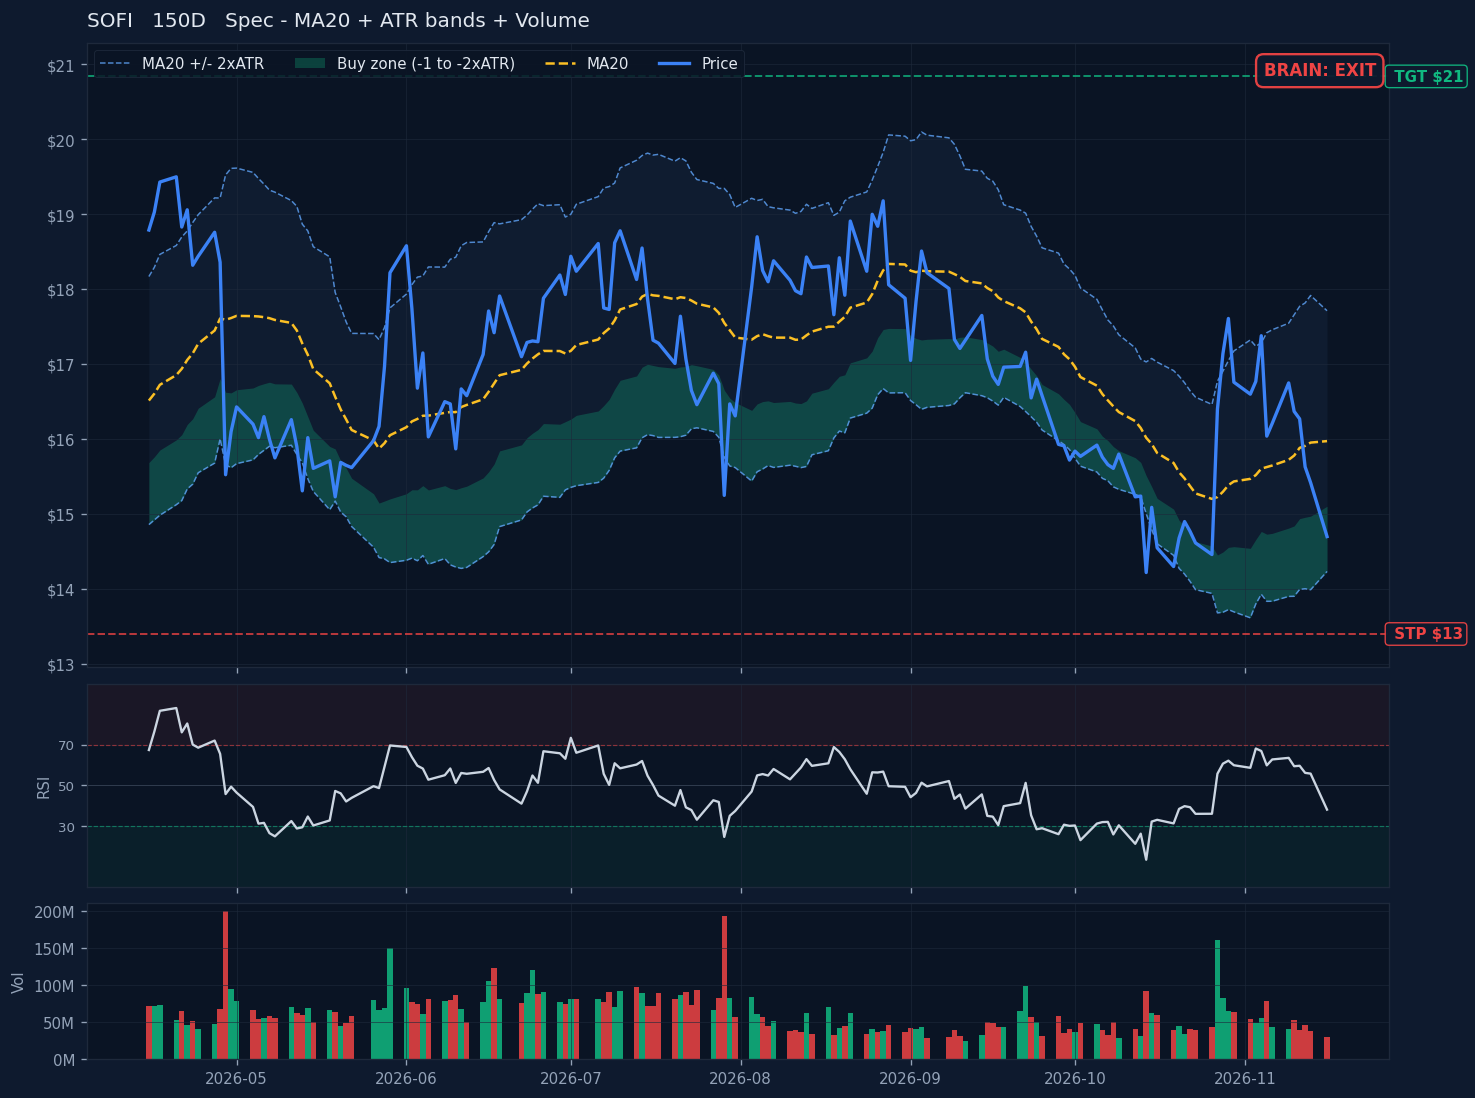 SOFI   150D   Spec - MA20 + ATR bands + Volume
MA20 +/- 2xATR
Buy zone (-1 to -2xATR)
MA20
Price
BRAIN: EXIT
TGT $21
$21
$20
$19
$18
$17
$16
$15
$14
$13
STP $13
70
50
30
RSI
200M
150M
100M
50M
0M
Vol
2026-05
2026-06
2026-07
2026-08
2026-09
2026-10
2026-11